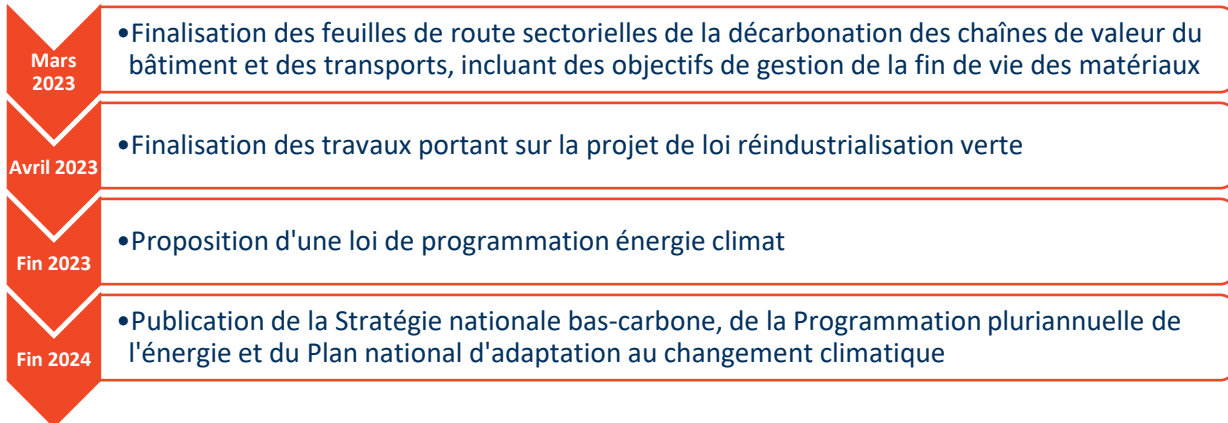 Mars
2023
•Finalisation des feuilles de route sectorielles de la décarbonation des chaînes de valeur du
bâtiment et des transports, incluant des objectifs de gestion de la fin de vie des matériaux
Avril 2023
•Finalisation des travaux portant sur la projet de loi réindustrialisation verte
Fin 2023
•Proposition d'une loi de programmation énergie climat
Fin 2024
•Publication de la Stratégie nationale bas-carbone, de la Programmation pluriannuelle de
l'énergie et du Plan national d'adaptation au changement climatique